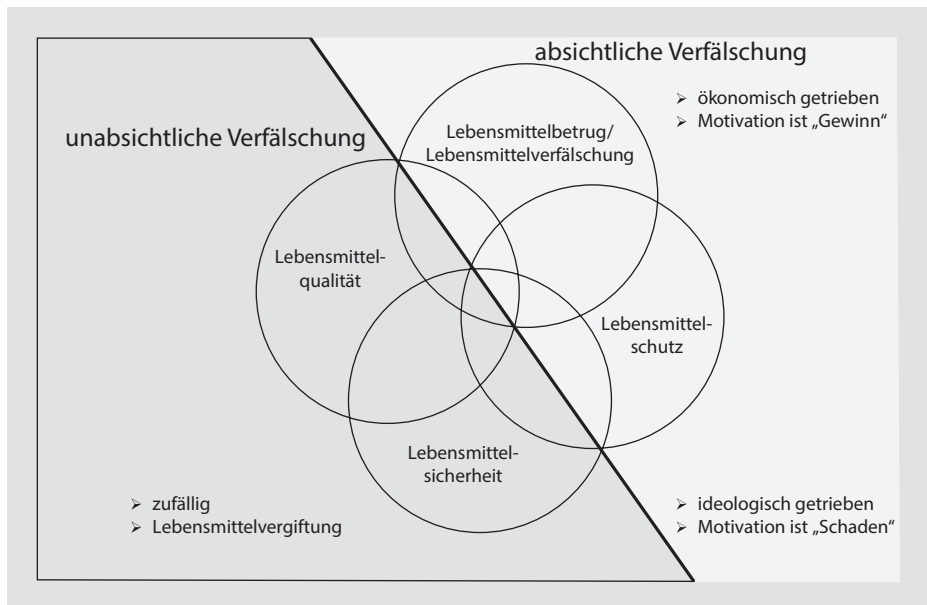 absichtliche Verfälschung
➢ ökonomisch getrieben
➢ Motivation ist „Gewinn“
unabsichtliche Verfälschung
Lebensmittelbetrug/
Lebensmittelverfälschung
Lebensmittel-
qualität
Lebensmittel-
schutz
Lebensmittel-
sicherheit
➢ zufällig
➢ Lebensmittelvergiftung
➢ ideologisch getrieben
➢ Motivation ist „Schaden“